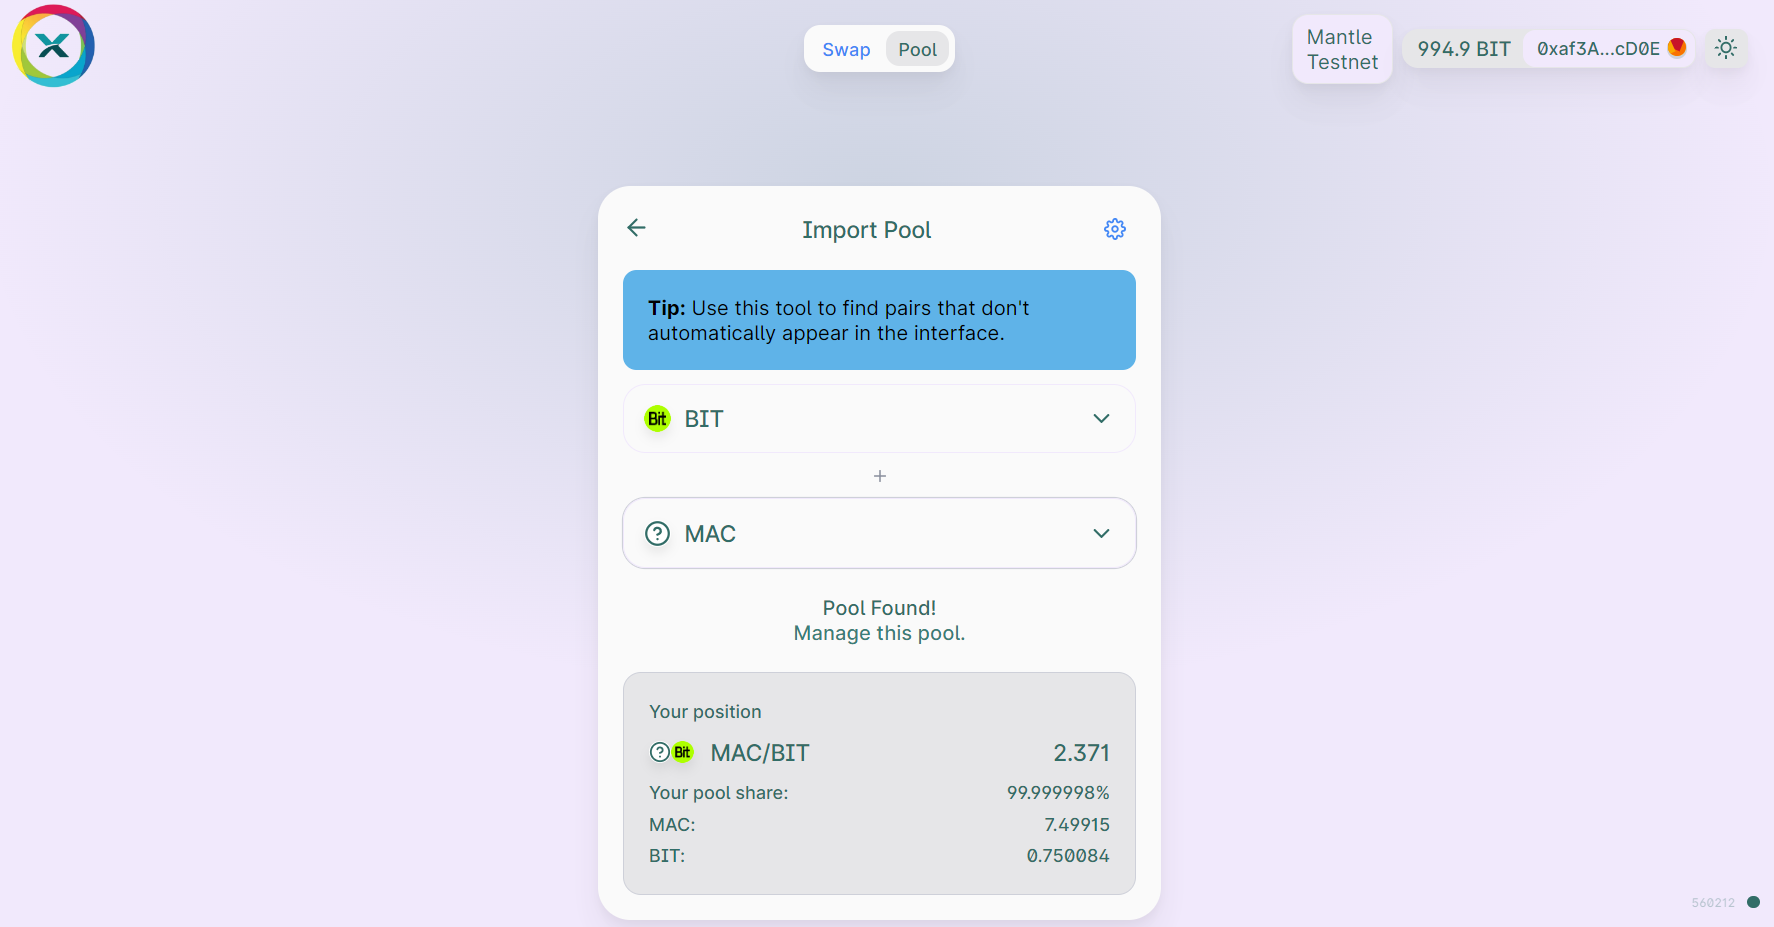 Swap Pool
Mantle
Testnet
994.9 BIT 0xaf3A...cD0E
Import Pool
Tip: Use this tool to find pairs that don't
automatically appear in the interface.
Bit BIT
+
? MAC
Pool Found!
Manage this pool.
Your position
? Bit MAC/BIT 2.371
Your pool share: 99.999998%
MAC: 7.49915
BIT: 0.750084
560212